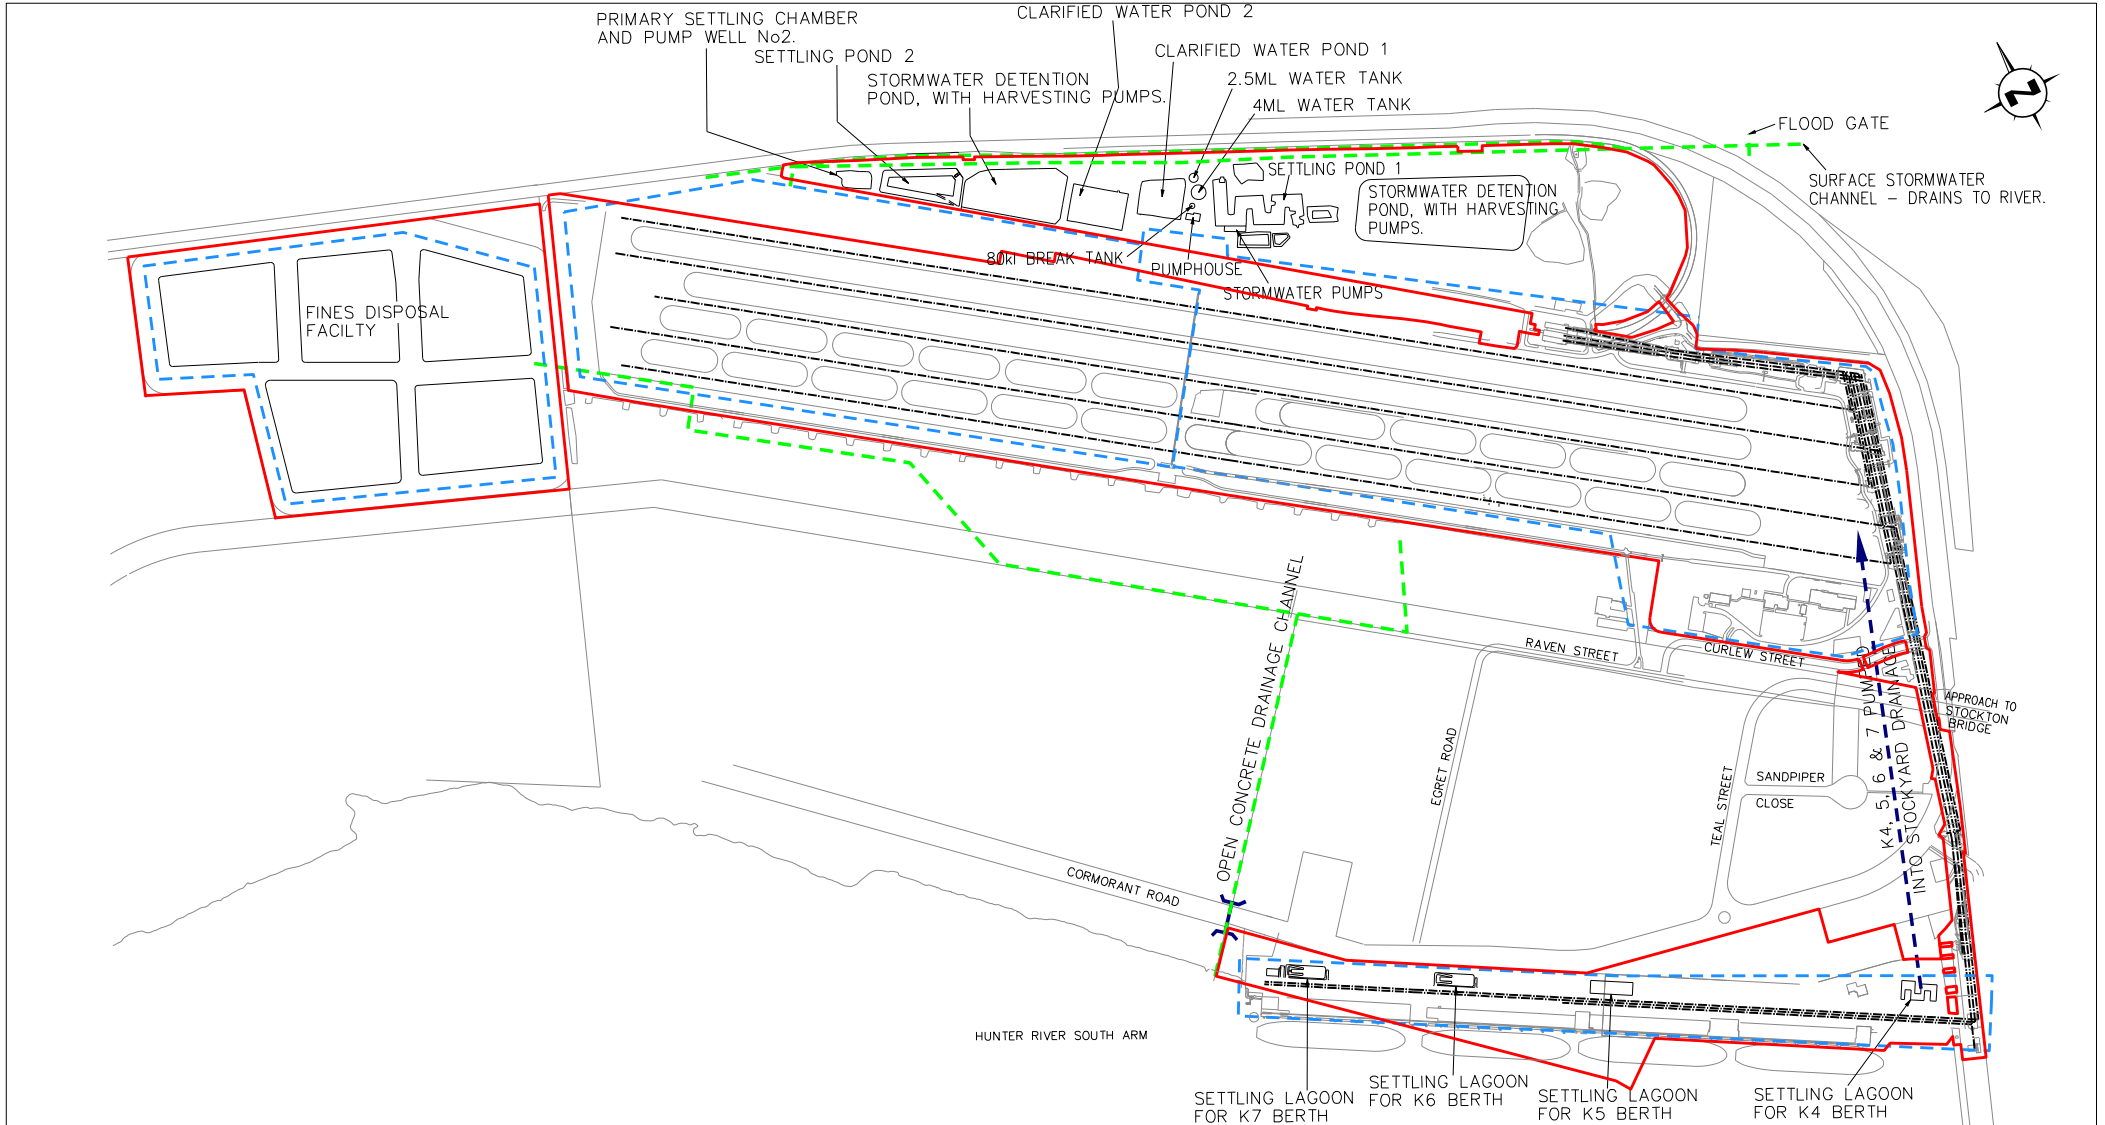 PRIMARY SETTLING CHAMBER
AND PUMP WELL No2.
SETTLING POND 2
STORMWATER DETENTION
POND, WITH HARVESTING PUMPS.
CLARIFIED WATER POND 2
CLARIFIED WATER POND 1
2.5ML WATER TANK
4ML WATER TANK
FLOOD GATE
SURFACE STORMWATER
CHANNEL – DRAINS TO RIVER.
SETTLING POND 1
STORMWATER DETENTION
POND, WITH HARVESTING
PUMPS.
80kl BREAK TANK
PUMPHOUSE
STORMWATER PUMPS
FINES DISPOSAL
FACILTY
OPEN CONCRETE DRAINAGE CHANNEL
RAVEN STREET
CURLEW STREET
APPROACH TO
STOCKTON
BRIDGE
K4, 5, 6 & 7 PUMPED
INTO STOCKYARD DRAINAGE
EGRET ROAD
TEAL STREET
SANDPIPER
CLOSE
CORMORANT ROAD
HUNTER RIVER SOUTH ARM
SETTLING LAGOON
FOR K7 BERTH
SETTLING LAGOON
FOR K6 BERTH
SETTLING LAGOON
FOR K5 BERTH
SETTLING LAGOON
FOR K4 BERTH